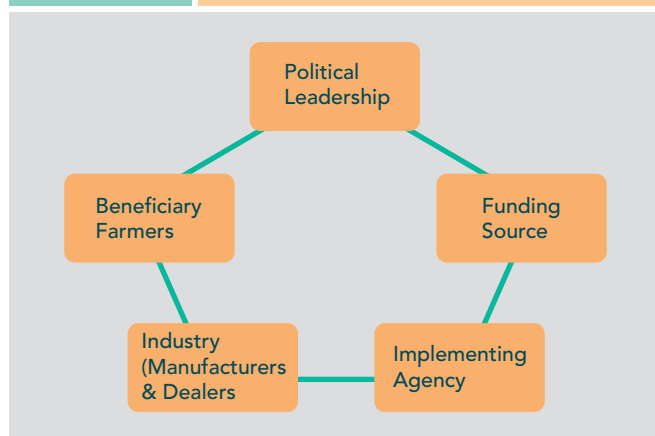 Political
Leadership
Beneficiary
Farmers
Funding
Source
Industry
(Manufacturers
& Dealers
Implementing
Agency